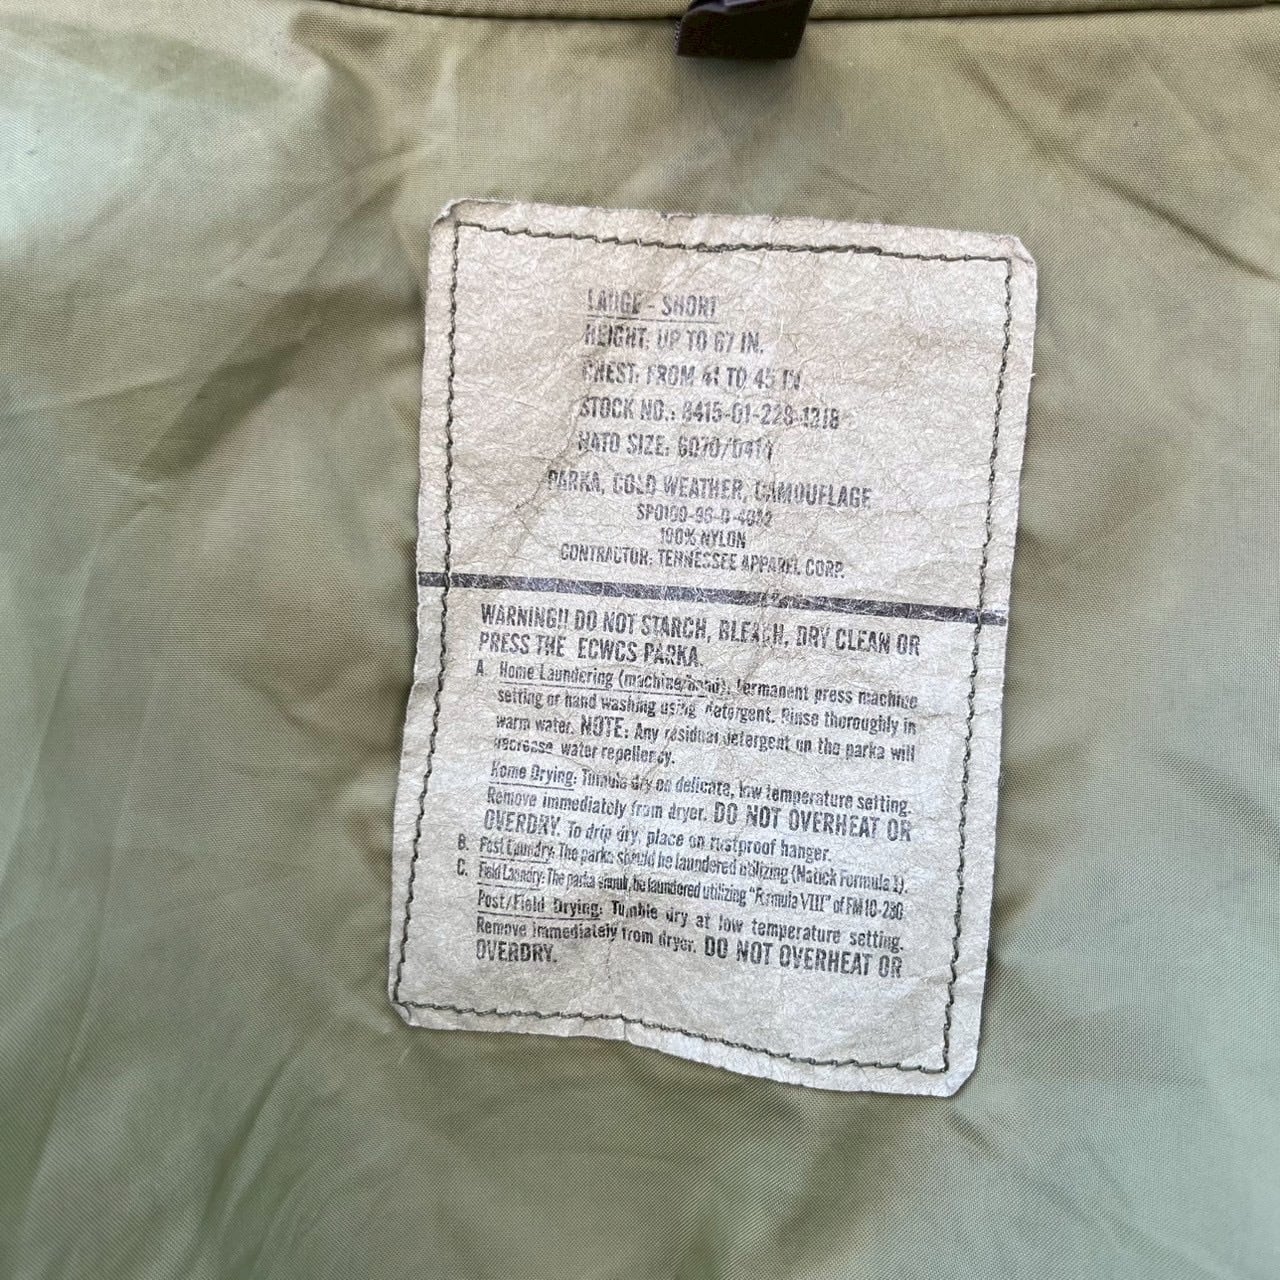 LARGE - SHORT
HEIGHT: UP TO 67 IN.
CHEST: FROM 41 TO 45 IN.
STOCK NO.: 8415-01-228-1318
NATO SIZE: 6070/0414
PARKA, COLD WEATHER, CAMOUFLAGE
100% NYLON
CONTRACTOR: TENNESSEE APPAREL CORP.
WARNING!! DO NOT STARCH, BLEACH, DRY CLEAN OR
PRESS THE ECWCS PARKA.
A. Home Laundering (machine/hand): Permanent press machine
setting or hand washing using detergent. Rinse thoroughly in
warm water. NOTE: Any residual detergent on the parka will
decrease water repellency.
Home Drying: Tumble dry on delicate, low temperature setting.
Remove immediately from dryer. DO NOT OVERHEAT OR
OVERDRY. To drip dry, place on rustproof hanger.
B. Post Laundry: The parka should be laundered utilizing (Natick Formula 1).
C. Field Laundry: The parka should be laundered utilizing "Formula VIII" of FM 10-280
Post/Field Drying: Tumble dry at low temperature setting.
Remove immediately from dryer. DO NOT OVERHEAT OR
OVERDRY.